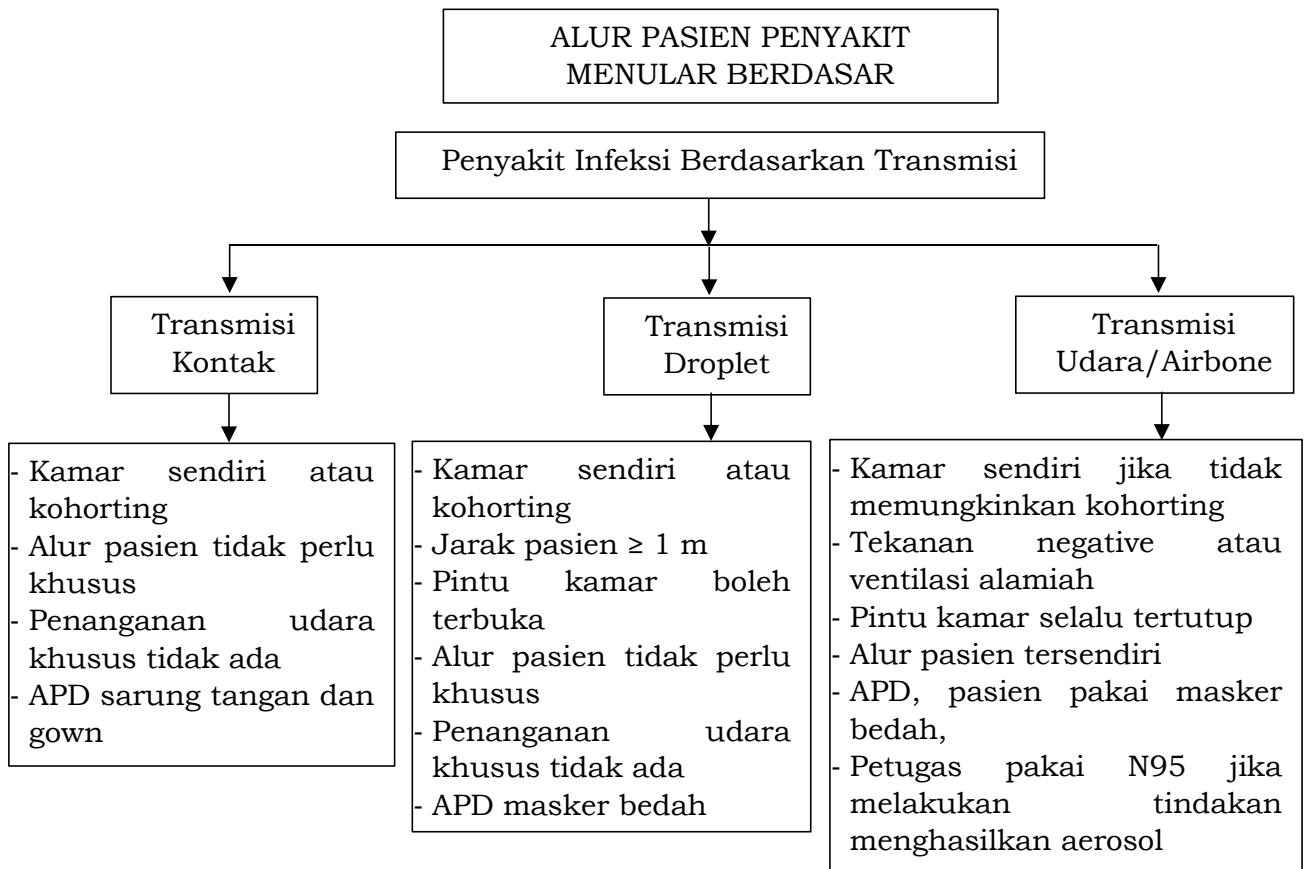 ALUR PASIEN PENYAKIT
MENULAR BERDASAR
Penyakit Infeksi Berdasarkan Transmisi
Transmisi
Kontak
Transmisi
Droplet
Transmisi
Udara/Airbone
- Kamar sendiri atau
kohorting
- Alur pasien tidak perlu
khusus
- Penanganan udara
khusus tidak ada
- APD sarung tangan dan
gown
- Kamar sendiri atau
kohorting
- Jarak pasien ≥ 1 m
- Pintu kamar boleh
terbuka
- Alur pasien tidak perlu
khusus
- Penanganan udara
khusus tidak ada
- APD masker bedah
- Kamar sendiri jika tidak
memungkinkan kohorting
- Tekanan negative atau
ventilasi alamiah
- Pintu kamar selalu tertutup
- Alur pasien tersendiri
- APD, pasien pakai masker
bedah,
- Petugas pakai N95 jika
melakukan tindakan
menghasilkan aerosol